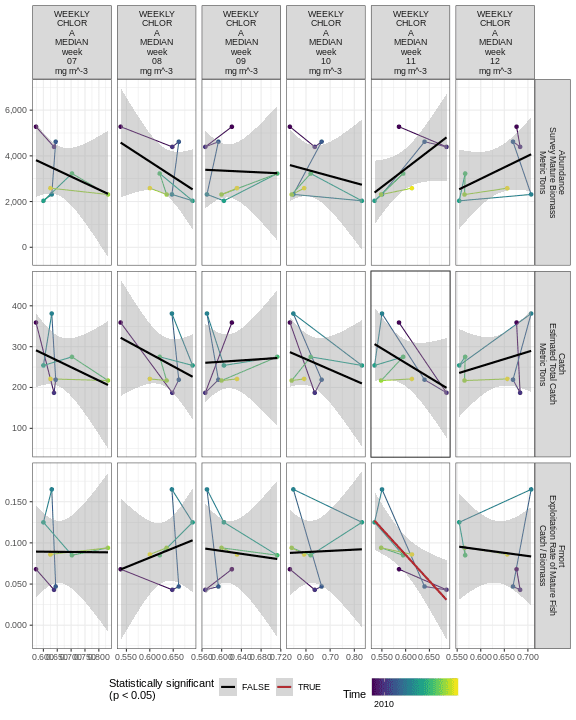 WEEKLY
CHLOR
A
MEDIAN
week
07
mg m^-3
WEEKLY
CHLOR
A
MEDIAN
week
08
mg m^-3
WEEKLY
CHLOR
A
MEDIAN
week
09
mg m^-3
WEEKLY
CHLOR
A
MEDIAN
week
10
mg m^-3
WEEKLY
CHLOR
A
MEDIAN
week
11
mg m^-3
WEEKLY
CHLOR
A
MEDIAN
week
12
mg m^-3
6,000
4,000
2,000
0
Abundance
Survey Mature Biomass
Metric Tons
400
300
200
100
Catch
Estimated Total Catch
Metric Tons
0.150
0.100
0.050
0.000
Fmort
Exploitation Rate of Mature Fish
Catch / Biomass
0.550 0.600 0.650
0.560 0.600 0.640 0.680 0.720
0.60 0.70 0.80
0.550 0.600 0.650
0.550 0.600 0.650 0.700
Statistically significant
(p < 0.05)
FALSE
TRUE
Time
2010